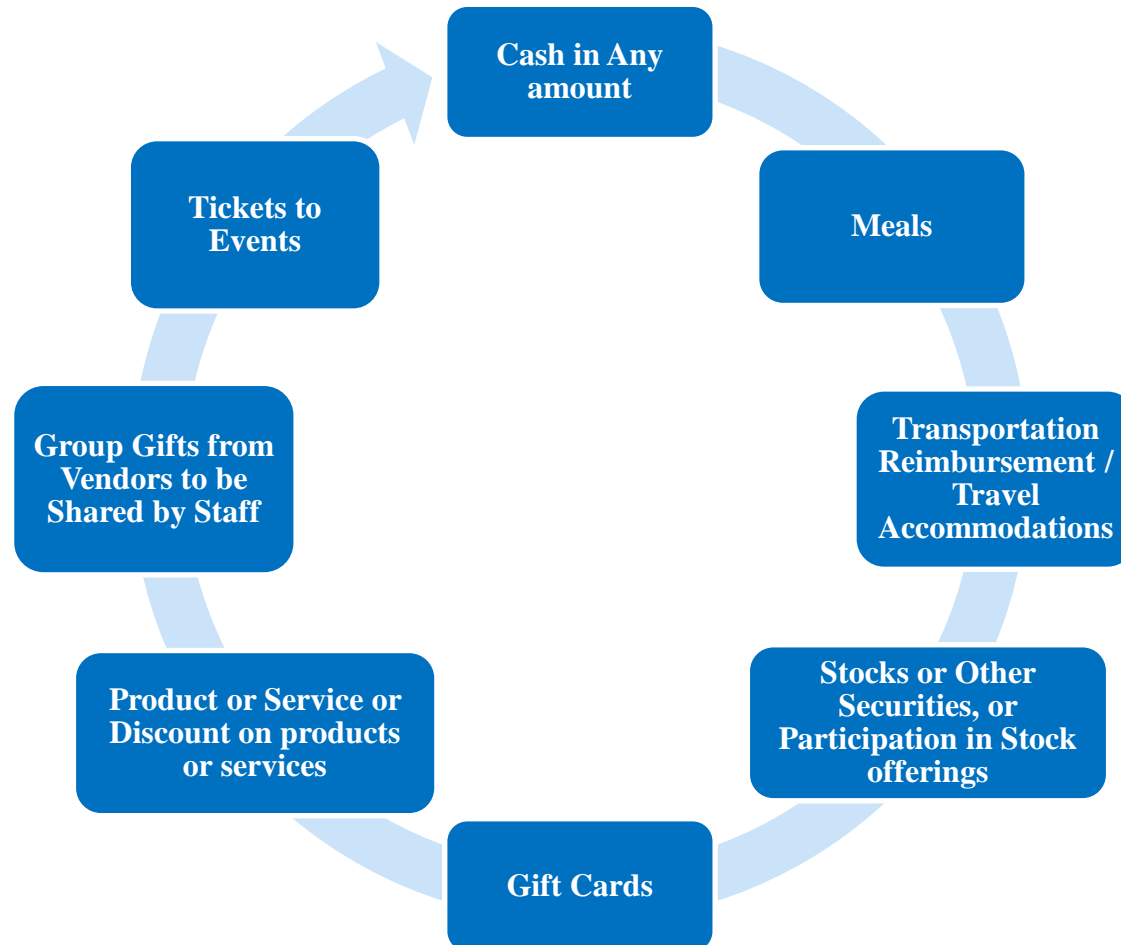 Cash in Any
amount
Meals
Transportation
Reimbursement /
Travel
Accommodations
Stocks or Other
Securities, or
Participation in Stock
offerings
Gift Cards
Product or Service or
Discount on products
or services
Group Gifts from
Vendors to be
Shared by Staff
Tickets to
Events